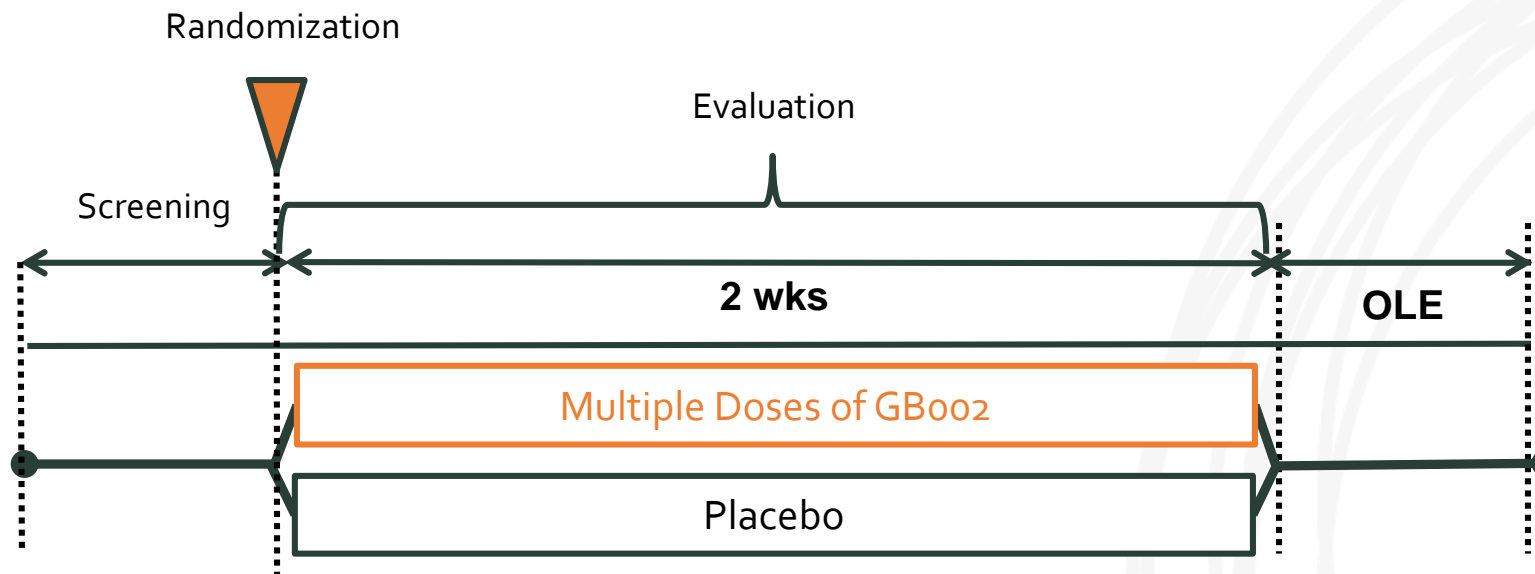 Randomization
Evaluation
Screening
2 wks
OLE
Multiple Doses of GB002
Placebo